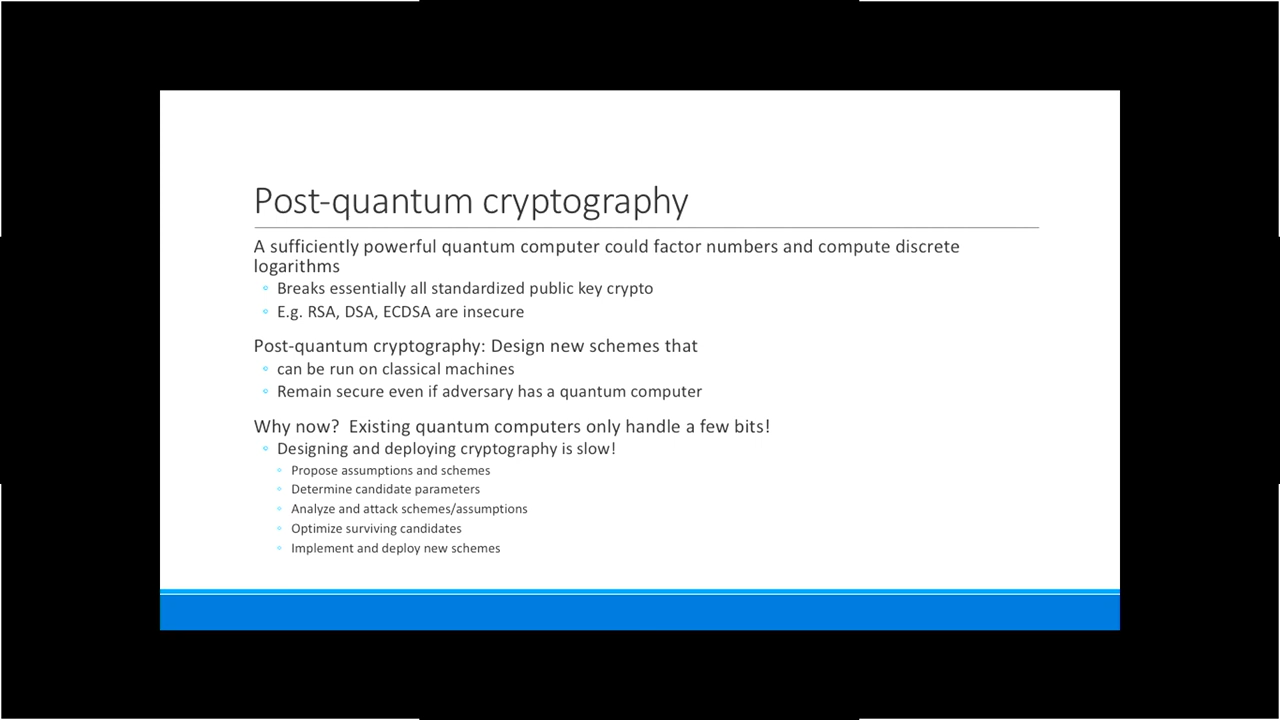 Post-quantum cryptography
A sufficiently powerful quantum computer could factor numbers and compute discrete
logarithms
Breaks essentially all standardized public key crypto
E.g. RSA, DSA, ECDSA are insecure
Post-quantum cryptography: Design new schemes that
can be run on classical machines
Remain secure even if adversary has a quantum computer
Why now?  Existing quantum computers only handle a few bits!
Designing and deploying cryptography is slow!
Propose assumptions and schemes
Determine candidate parameters
Analyze and attack schemes/assumptions
Optimize surviving candidates
Implement and deploy new schemes